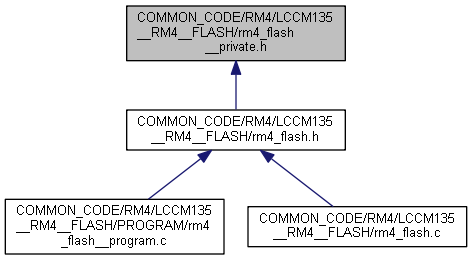 COMMON_CODE/RM4/LCCM135
__RM4__FLASH/rm4_flash
__private.h
COMMON_CODE/RM4/LCCM135
__RM4__FLASH/rm4_flash.h
COMMON_CODE/RM4/LCCM135
__RM4__FLASH/PROGRAM/rm4
_flash__program.c
COMMON_CODE/RM4/LCCM135
__RM4__FLASH/rm4_flash.c